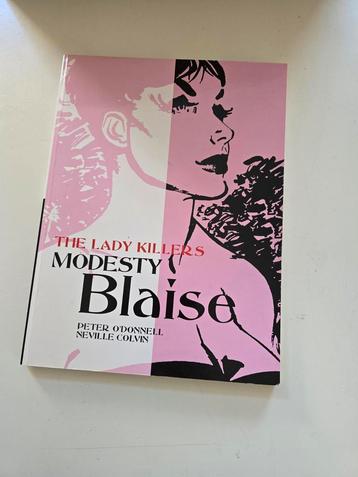 THE LADY KILLERS
MODESTY
Blaise
PETER O'DONNELL
NEVILLE COLVIN